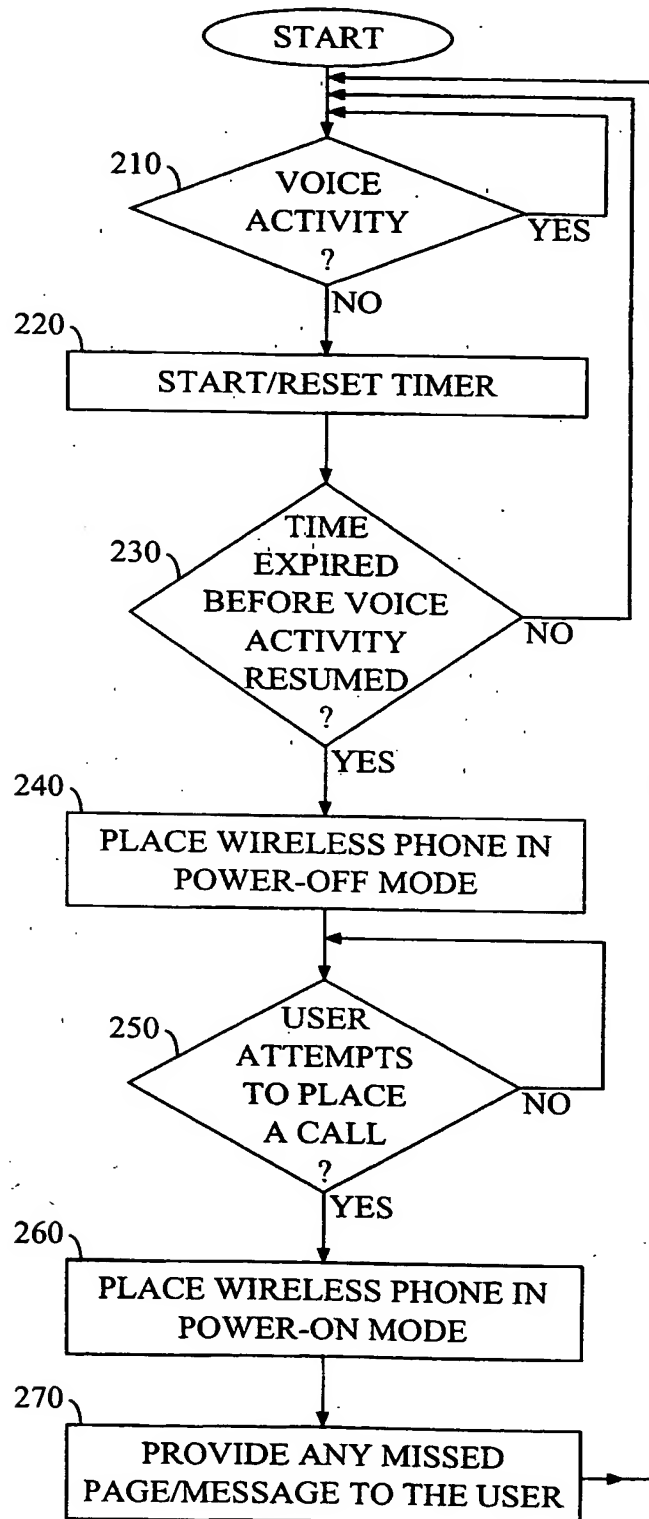 START
210
VOICE
ACTIVITY
?
YES
NO
220
START/RESET TIMER
230
TIME
EXPIRED
BEFORE VOICE
ACTIVITY
RESUMED
?
NO
YES
240
PLACE WIRELESS PHONE IN
POWER-OFF MODE
250
USER
ATTEMPTS
TO PLACE
A CALL
?
NO
YES
260
PLACE WIRELESS PHONE IN
POWER-ON MODE
270
PROVIDE ANY MISSED
PAGE/MESSAGE TO THE USER